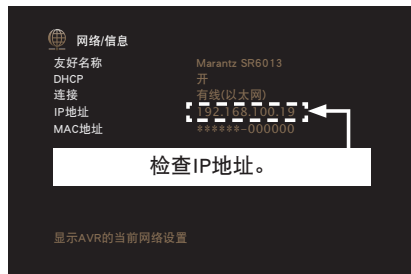 网络/信息
友好名称 Marantz SR6013
DHCP 开
连接 有线(以太网)
IP地址 192.168.100.19
MAC地址 ******-000000
检查IP地址。
显示AVR的当前网络设置